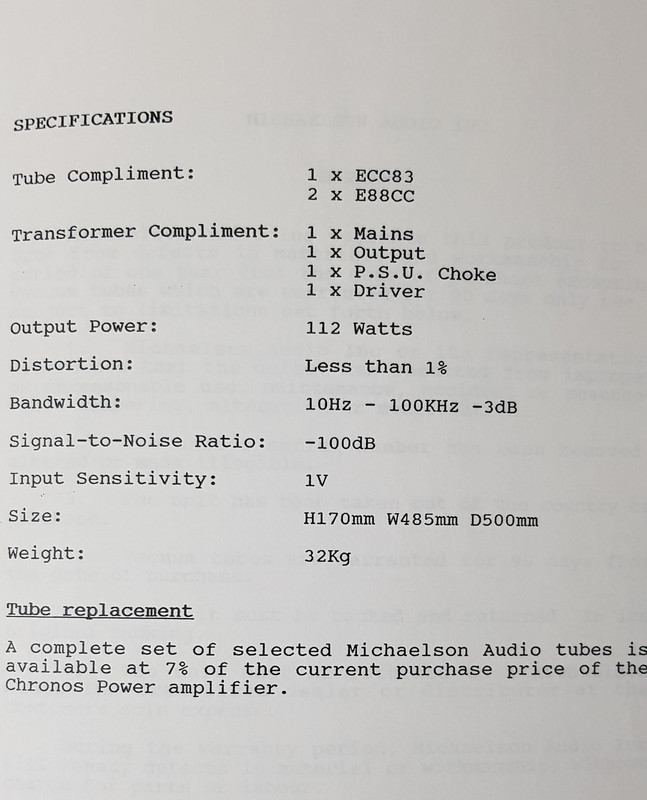 SPECIFICATIONS
Tube Compliment: 1 x ECC83
2 x E88CC
Transformer Compliment: 1 x Mains
1 x Output
1 x P.S.U. Choke
1 x Driver
Output Power: 112 Watts
Distortion: Less than 1%
Bandwidth: 10Hz - 100KHz -3dB
Signal-to-Noise Ratio: -100dB
Input Sensitivity: 1V
Size: H170mm W485mm D500mm
Weight: 32Kg
Tube replacement
A complete set of selected Michaelson Audio tubes is
available at 7% of the current purchase price of the
Chronos Power amplifier.